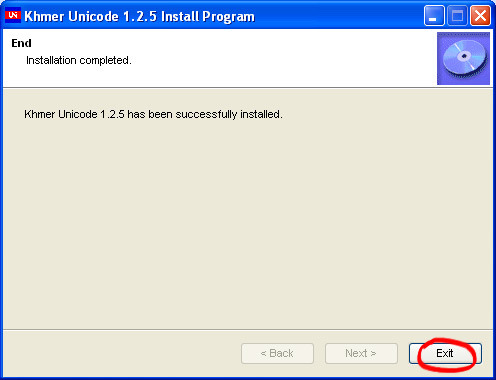 Khmer Unicode 1.2.5 Install Program
End
Installation completed.
Khmer Unicode 1.2.5 has been successfully installed.
< Back
Next >
Exit